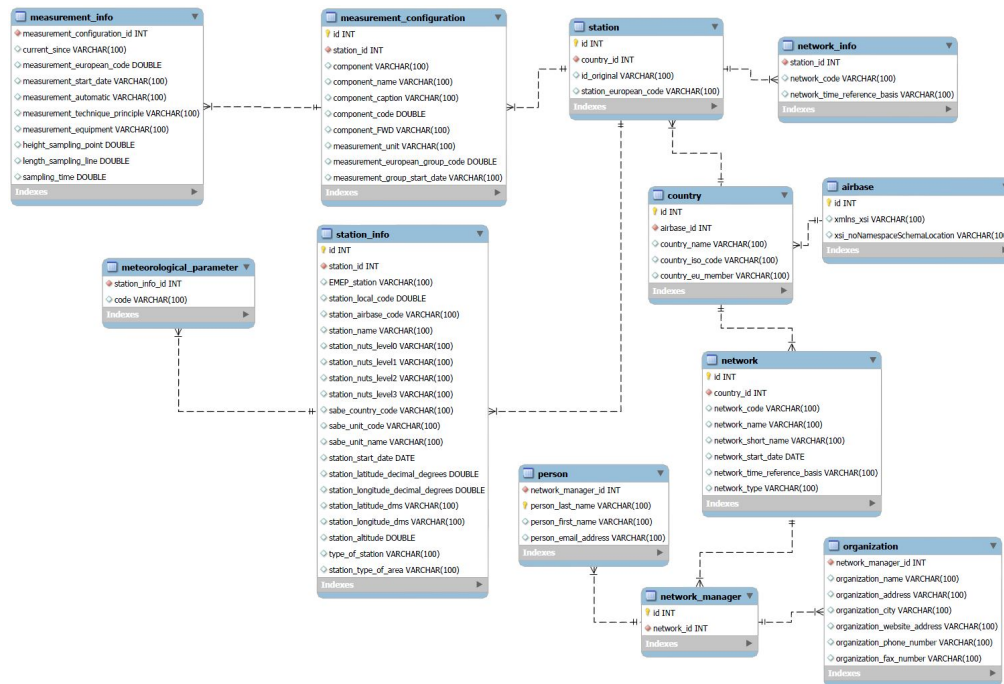 measurement_info
measurement_configuration_id INT
current_since VARCHAR(100)
measurement_european_code DOUBLE
measurement_start_date VARCHAR(100)
measurement_automatic VARCHAR(100)
measurement_technique_principle VARCHAR(100)
measurement_equipment VARCHAR(100)
height_sampling_point DOUBLE
length_sampling_line DOUBLE
sampling_time DOUBLE
Indexes
measurement_configuration
id INT
station_id INT
component VARCHAR(100)
component_name VARCHAR(100)
component_caption VARCHAR(100)
component_code DOUBLE
component_FWD VARCHAR(100)
measurement_unit VARCHAR(100)
measurement_european_group_code DOUBLE
measurement_group_start_date VARCHAR(100)
Indexes
station
id INT
country_id INT
id_original VARCHAR(100)
station_european_code VARCHAR(100)
Indexes
network_info
station_id INT
network_code VARCHAR(100)
network_time_reference_basis VARCHAR(100)
Indexes
country
id INT
airbase_id INT
country_name VARCHAR(100)
country_iso_code VARCHAR(100)
country_eu_member VARCHAR(100)
Indexes
airbase
id INT
xmlns_xsi VARCHAR(100)
xsi_noNamespaceSchemaLocation VARCHAR(100
Indexes
meteorological_parameter
station_info_id INT
code VARCHAR(100)
Indexes
station_info
id INT
station_id INT
EMEP_station VARCHAR(100)
station_local_code DOUBLE
station_airbase_code VARCHAR(100)
station_name VARCHAR(100)
station_nuts_level0 VARCHAR(100)
station_nuts_level1 VARCHAR(100)
station_nuts_level2 VARCHAR(100)
station_nuts_level3 VARCHAR(100)
sabe_country_code VARCHAR(100)
sabe_unit_code VARCHAR(100)
sabe_unit_name VARCHAR(100)
station_start_date DATE
station_latitude_decimal_degrees DOUBLE
station_longitude_decimal_degrees DOUBLE
station_latitude_dms VARCHAR(100)
station_longitude_dms VARCHAR(100)
station_altitude DOUBLE
type_of_station VARCHAR(100)
station_type_of_area VARCHAR(100)
Indexes
network
id INT
country_id INT
network_code VARCHAR(100)
network_name VARCHAR(100)
network_short_name VARCHAR(100)
network_start_date DATE
network_time_reference_basis VARCHAR(100)
network_type VARCHAR(100)
Indexes
person
network_manager_id INT
person_last_name VARCHAR(100)
person_first_name VARCHAR(100)
person_email_address VARCHAR(100)
Indexes
network_manager
id INT
network_id INT
Indexes
organization
network_manager_id INT
organization_name VARCHAR(100)
organization_address VARCHAR(100)
organization_city VARCHAR(100)
organization_website_address VARCHAR(100)
organization_phone_number VARCHAR(100)
organization_fax_number VARCHAR(100)
Indexes